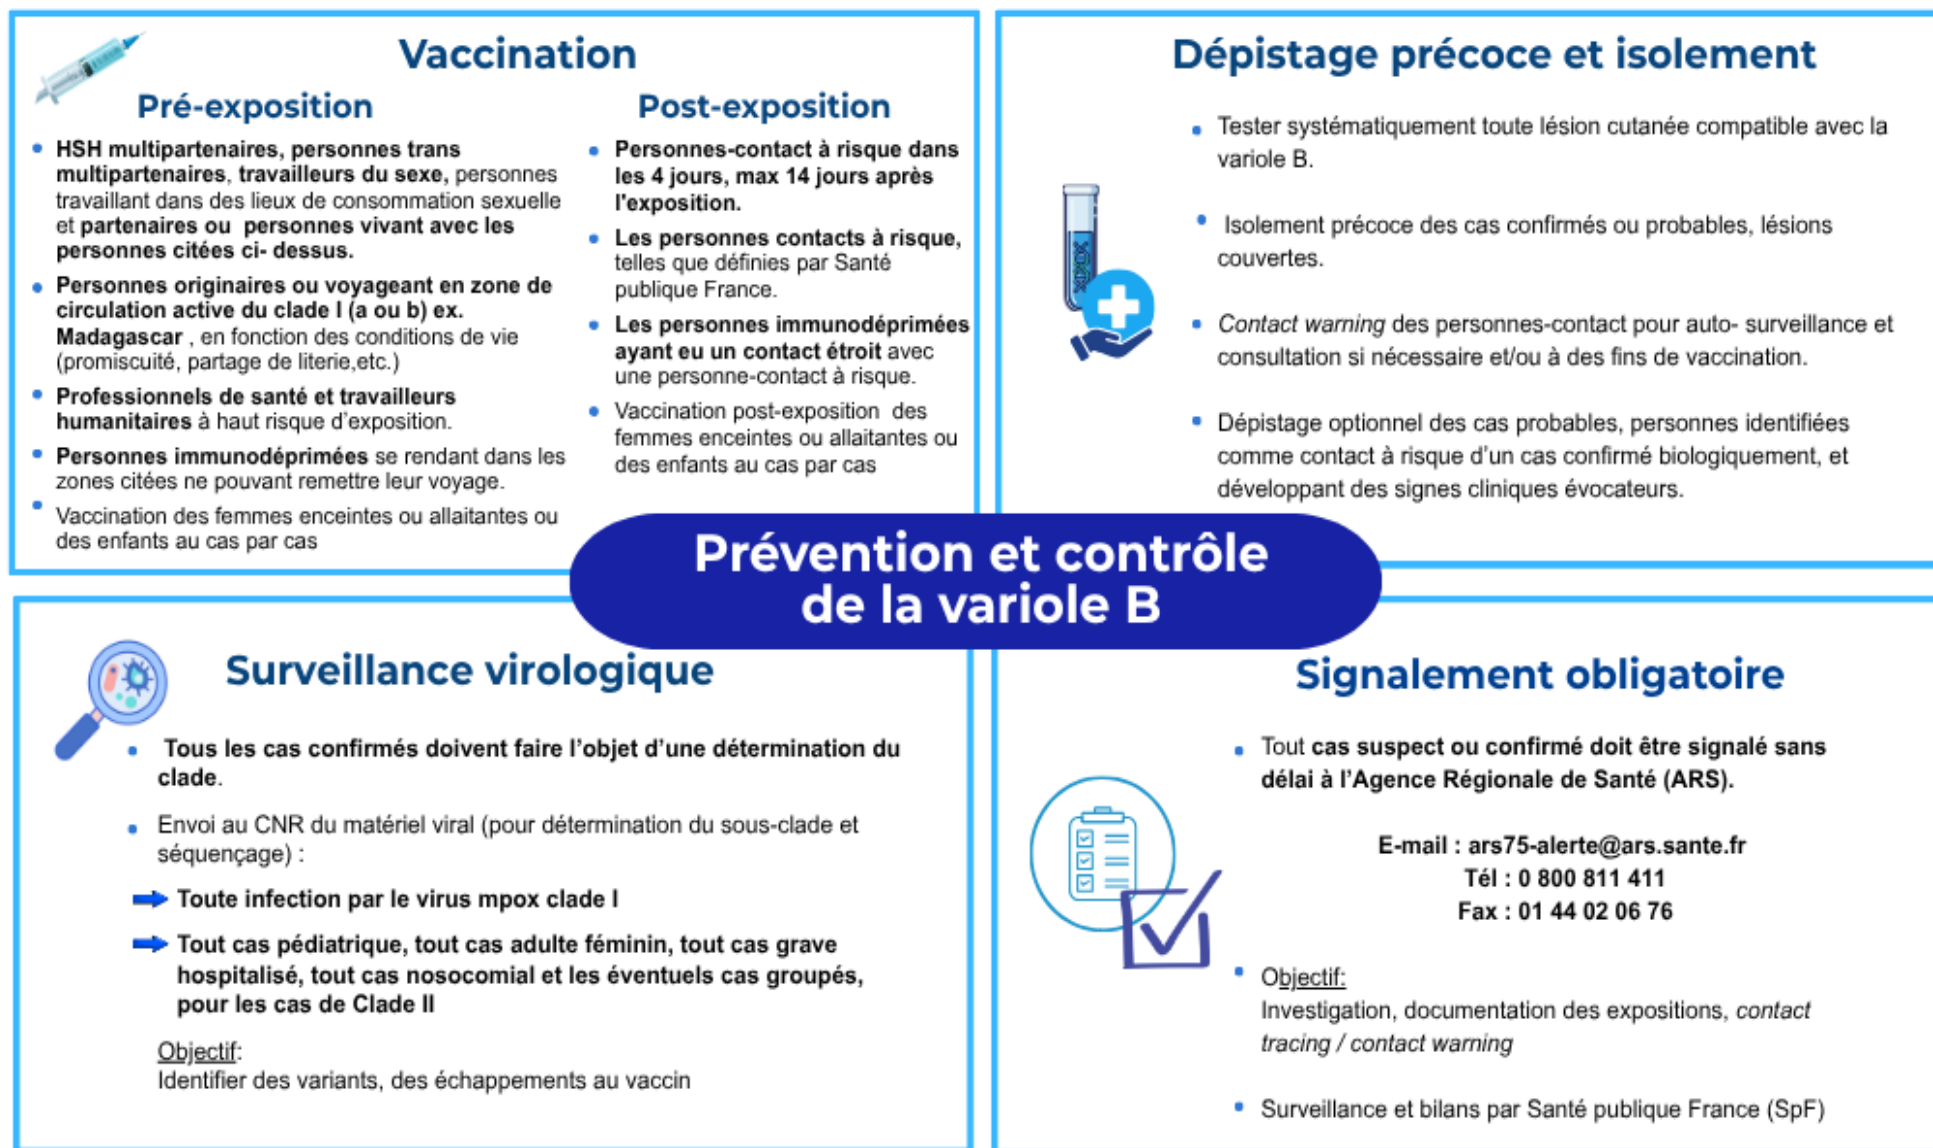 Vaccination
Pré-exposition
HSH multipartenaires, personnes trans
multipartenaires, travailleurs du sexe, personnes
travaillant dans des lieux de consommation sexuelle
et partenaires ou personnes vivant avec les
personnes citées ci- dessus.
Personnes originaires ou voyageant en zone de
circulation active du clade I (a ou b) ex.
Madagascar , en fonction des conditions de vie
(promiscuité, partage de literie,etc.)
Professionnels de santé et travailleurs
humanitaires à haut risque d'exposition.
Personnes immunodéprimées se rendant dans les
zones citées ne pouvant remettre leur voyage.
Vaccination des femmes enceintes ou allaitantes ou
des enfants au cas par cas
Post-exposition
Personnes-contact à risque dans
les 4 jours, max 14 jours après
l'exposition.
Les personnes contacts à risque,
telles que définies par Santé
publique France.
Les personnes immunodéprimées
ayant eu un contact étroit avec
une personne-contact à risque.
Vaccination post-exposition des
femmes enceintes ou allaitantes ou
des enfants au cas par cas
Dépistage précoce et isolement
Tester systématiquement toute lésion cutanée compatible avec la
variole B.
Isolement précoce des cas confirmés ou probables, lésions
couvertes.
Contact warning des personnes-contact pour auto- surveillance et
consultation si nécessaire et/ou à des fins de vaccination.
Dépistage optionnel des cas probables, personnes identifiées
comme contact à risque d'un cas confirmé biologiquement, et
développant des signes cliniques évocateurs.
Prévention et contrôle
de la variole B
Surveillance virologique
Tous les cas confirmés doivent faire l'objet d'une détermination du
clade.
Envoi au CNR du matériel viral (pour détermination du sous-clade et
séquençage) :
Toute infection par le virus mpox clade I
Tout cas pédiatrique, tout cas adulte féminin, tout cas grave
hospitalisé, tout cas nosocomial et les éventuels cas groupés,
pour les cas de Clade II
Objectif:
Identifier des variants, des échappements au vaccin
Signalement obligatoire
Tout cas suspect ou confirmé doit être signalé sans
délai à l'Agence Régionale de Santé (ARS).
E-mail : ars75-alerte@ars.sante.fr
Tél : 0 800 811 411
Fax : 01 44 02 06 76
Objectif:
Investigation, documentation des expositions, contact
tracing / contact warning
Surveillance et bilans par Santé publique France (SpF)